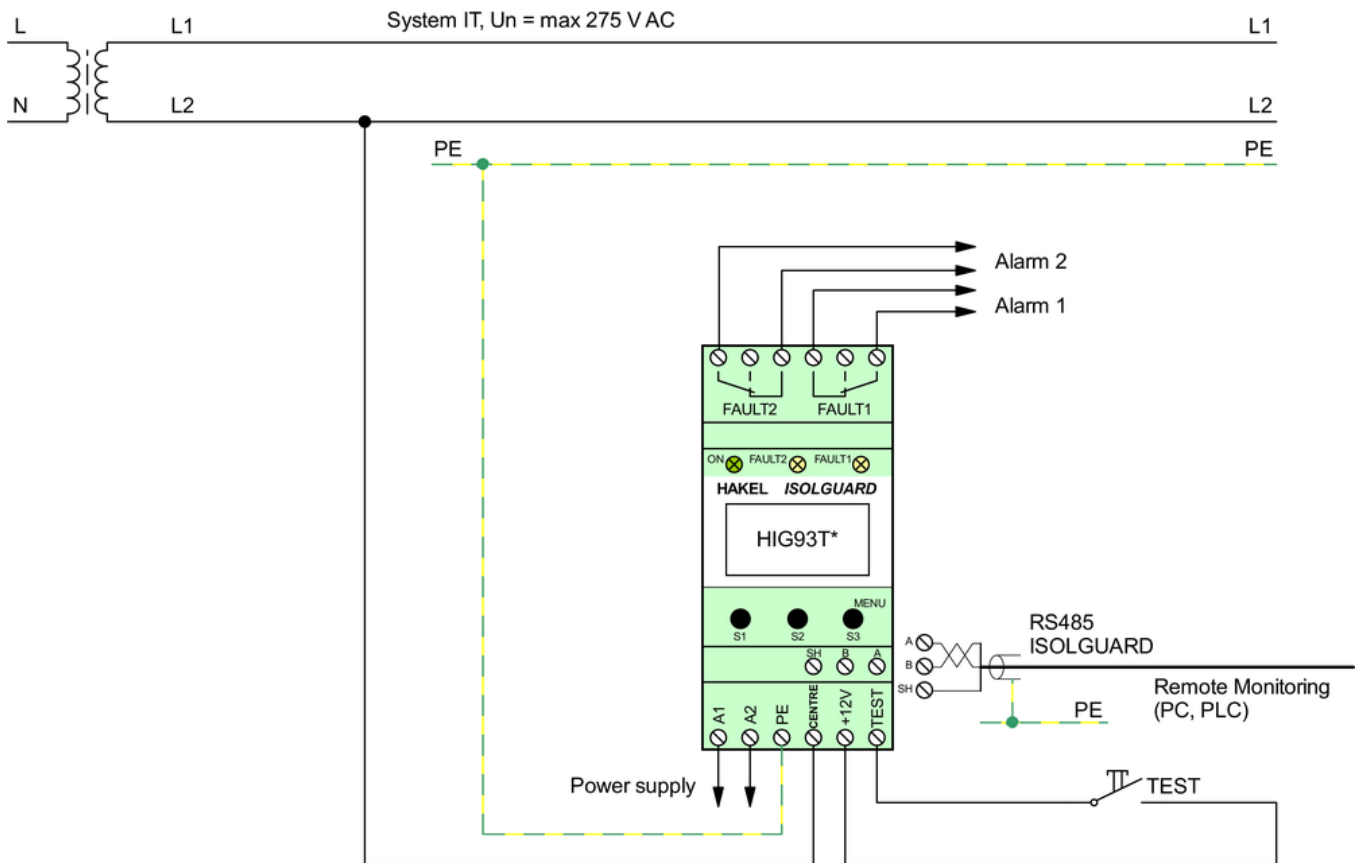 L
L1
System IT, Un = max 275 V AC
L1
N
L2
L2
PE
PE
Alarm 2
Alarm 1
FAULT2 FAULT1
ON FAULT2 FAULT1
HAKEL ISOLGUARD
HIG93T*
MENU
S1 S2 S3
SH B A
A1 A2 PE CENTRE +12V TEST
A
B
SH
RS485
ISOLGUARD
Remote Monitoring
(PC, PLC)
PE
Power supply
TEST